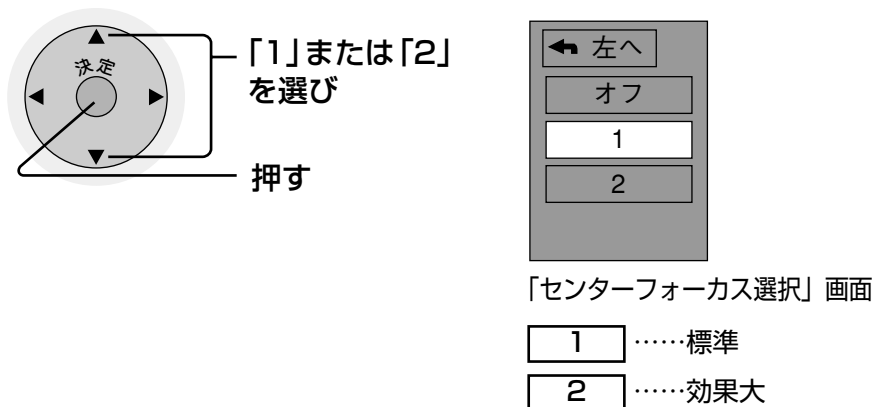 決定
「1」または「2」
を選び
押す
左へ
オフ
1
2
「センターフォーカス選択」画面
1 ……標準
2 ……効果大